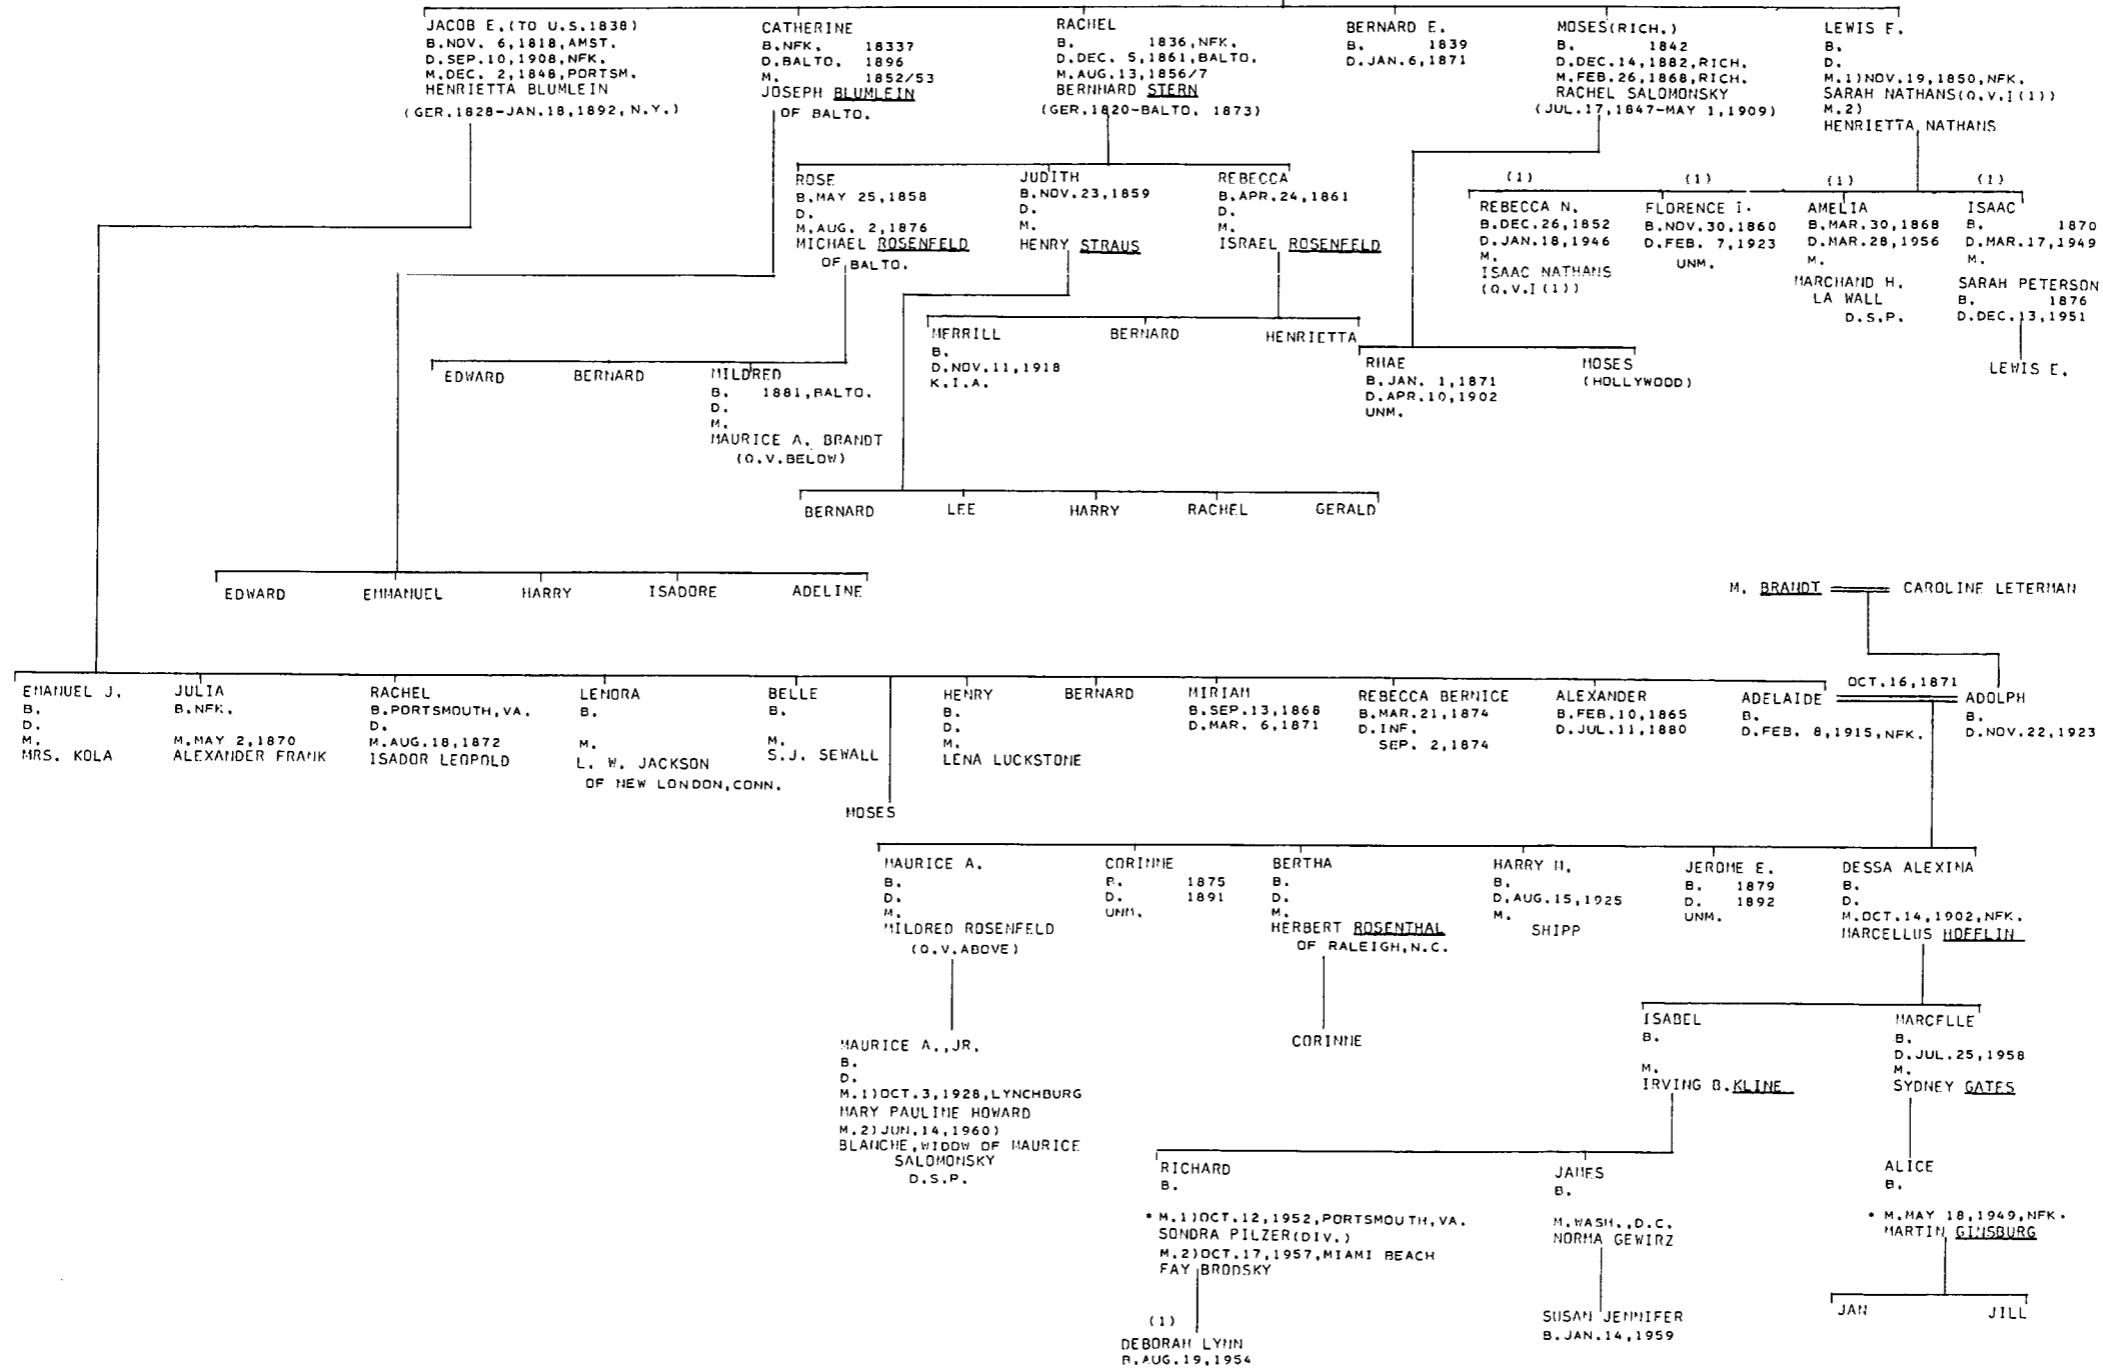 JACOB E.(TO U.S.1838)
B.NOV. 6,1818,AMST.
D.SEP.10,1908,NFK.
M.DEC. 2,1848,PORTSM.
HENRIETTA BLUMLEIN
(GER.1828-JAN.18,1892,N.Y.)
CATHERINE
B.NFK. 1833?
D.BALTO. 1896
M. 1852/53
JOSEPH BLUMLEIN
OF BALTO.
RACHEL
B. 1836,NFK.
D.DEC. 5,1861,BALTO.
M.AUG.13,1856/7
BERNHARD STERN
(GER.1820-BALTO. 1873)
BERNARD E.
B. 1839
D.JAN.6,1871
MOSES(RICH.)
B. 1842
D.DEC.14,1882,RICH.
M.FEB.26,1868,RICH.
RACHEL SALOMONSKY
(JUL.17,1847-MAY 1,1909)
LEWIS E.
B.
D.
M.1)NOV.19,1850,NFK.
SARAH NATHANS(Q.V.I(1))
M.2)
HENRIETTA NATHANS
ROSE
B.MAY 25,1858
D.
M.AUG. 2,1876
MICHAEL ROSENFELD
OF BALTO.
JUDITH
B.NOV.23,1859
D.
M.
HENRY STRAUS
REBECCA
B.APR.24,1861
D.
M.
ISRAEL ROSENFELD
(1)
REBECCA N.
B.DEC.26,1852
D.JAN.18,1946
M.
ISAAC NATHANS
(Q.V.I(1))
(1)
FLORENCE I.
B.NOV.30,1860
D.FEB. 7,1923
UNM.
(1)
AMELIA
B.MAR.30,1868
D.MAR.28,1956
M.
MARCHAND H.
LA WALL
D.S.P.
(1)
ISAAC
B. 1870
D.MAR.17,1949
M.
SARAH PETERSON
B. 1876
D.DEC.13,1951
LEWIS E.
MERRILL
B.
D.NOV.11,1918
K.I.A.
BERNARD
HENRIETTA
RHAE
B.JAN. 1,1871
D.APR.10,1902
UNM.
MOSES
(HOLLYWOOD)
EDWARD
BERNARD
MILDRED
B. 1881,BALTO.
D.
M.
MAURICE A. BRANDT
(Q.V.BELOW)
BERNARD
LEE
HARRY
RACHEL
GERALD
EDWARD
EMMANUEL
HARRY
ISADORE
ADELINE
M. BRANDT
CAROLINE LETERMAN
EMANUEL J.
B.
D.
M.
MRS. KOLA
JULIA
B.NFK.
M.MAY 2,1870
ALEXANDER FRANK
RACHEL
B.PORTSMOUTH,VA.
D.
M.AUG.18,1872
ISADOR LEOPOLD
LENORA
B.
M.
L. W. JACKSON
OF NEW LONDON,CONN.
BELLE
B.
M.
S.J. SEWALL
MOSES
HENRY
B.
D.
M.
LENA LUCKSTONE
BERNARD
MIRIAM
B.SEP.13,1868
D.MAR. 6,1871
REBECCA BERNICE
B.MAR.21,1874
D.INF.
SEP. 2,1874
ALEXANDER
B.FEB.10,1865
D.JUL.11,1880
ADELAIDE
B.
D.FEB. 8,1915,NFK.
OCT.16,1871
ADOLPH
B.
D.NOV.22,1923
MAURICE A.
B.
D.
M.
MILDRED ROSENFELD
(Q.V.ABOVE)
CORINNE
B. 1875
D. 1891
UNM.
BERTHA
B.
D.
M.
HERBERT ROSENTHAL
OF RALEIGH,N.C.
HARRY M.
B.
D.AUG.15,1925
M.
SHIPP
JEROME E.
B. 1879
D. 1892
UNM.
DESSA ALEXINA
B.
D.
M.OCT.14,1902,NFK.
MARCELLUS HOFFLIN
MAURICE A.,JR.
B.
D.
M.1)OCT.3,1928,LYNCHBURG
MARY PAULINE HOWARD
M.2)JUN.14,1960)
BLANCHE,WIDOW OF MAURICE
SALOMONSKY
D.S.P.
CORINNE
ISABEL
B.
M.
IRVING B.KLINE
MARCELLE
B.
D.JUL.25,1958
M.
SYDNEY GATES
RICHARD
B.
* M.1)OCT.12,1952,PORTSMOUTH,VA.
SONDRA PILZER(DIV.)
M.2)OCT.17,1957,MIAMI BEACH
FAY BRODSKY
JAMES
B.
M.WASH.,D.C.
NORMA GEWIRZ
ALICE
B.
* M.MAY 18,1949,NFK.
MARTIN GINSBURG
(1)
DEBORAH LYNN
B.AUG.19,1954
SUSAN JENNIFER
B.JAN.14,1959
JAN
JILL